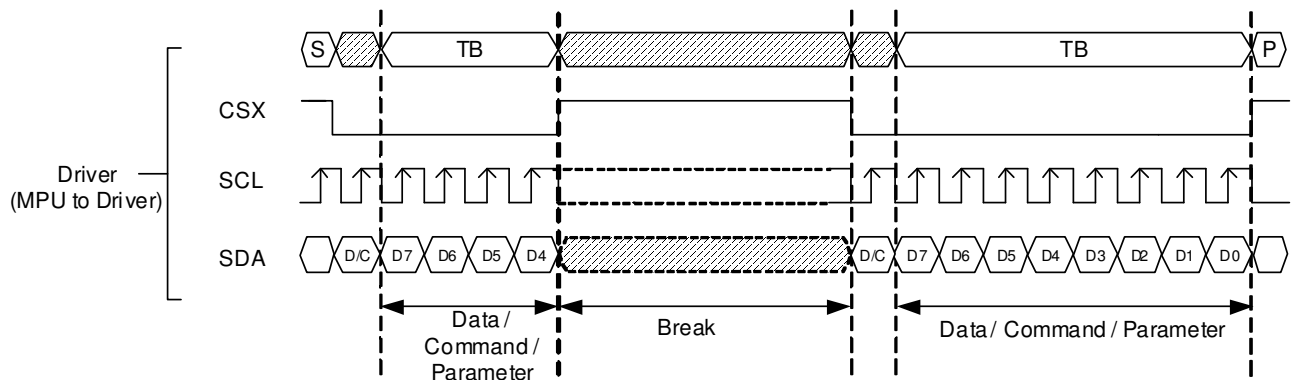 S TB TB P
CSX
Driver
(MPU to Driver)
SCL
SDA D/C D7 D6 D5 D4 D/C D7 D6 D5 D4 D3 D2 D1 D0
Data / Command / Parameter
Break
Data / Command / Parameter